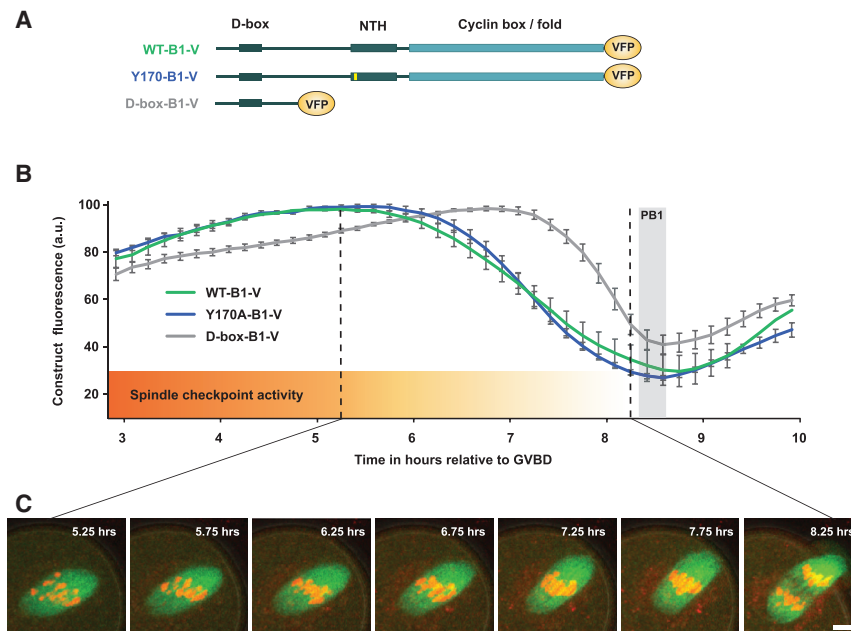 A
D-box NTH Cyclin box / fold
WT-B1-V VFP
Y170-B1-V VFP
D-box-B1-V VFP
B
Construct fluorescence (a.u.)
100
80
60
40
20
PB1
WT-B1-V
Y170A-B1-V
D-box-B1-V
Spindle checkpoint activity
3 4 5 6 7 8 9 10
Time in hours relative to GVBD
C
5.25 hrs 5.75 hrs 6.25 hrs 6.75 hrs 7.25 hrs 7.75 hrs 8.25 hrs